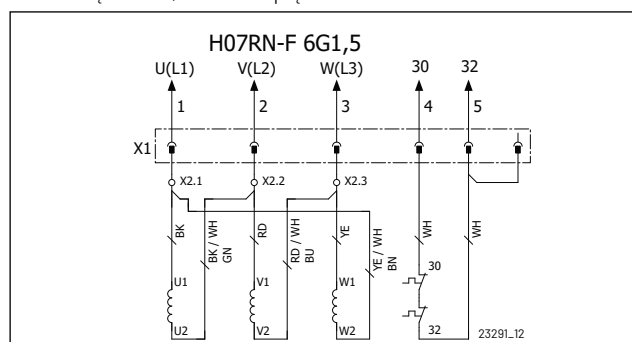 H07RN-F 6G1,5
U(L1) V(L2) W(L3) 30 32
1 2 3 4 5
X1
X2.1 X2.2 X2.3
BK BK / WH GN RD RD / WH BU YE YE / WH BN WH WH
U1 V1 W1 30
U2 V2 W2 32
23291_12